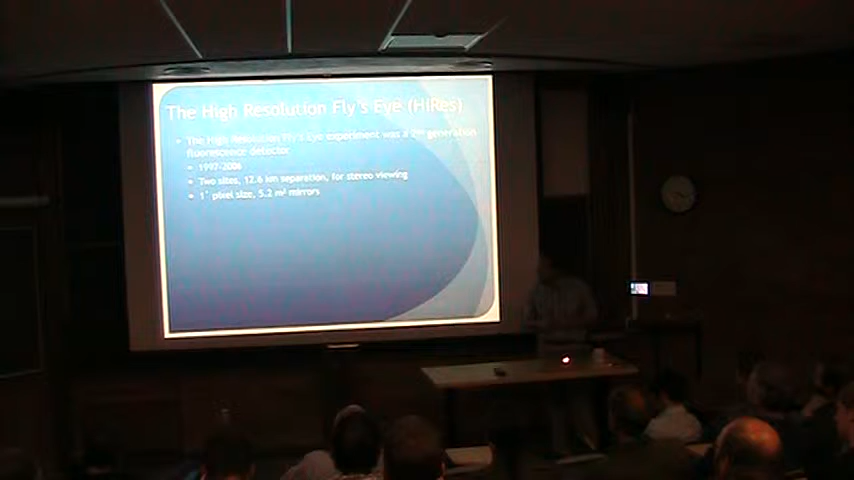 The High Resolution Fly's Eye (HiRes)
The High Resolution Fly's Eye experiment was a 2nd generation
fluorescence detector
1997-2006
Two sites, 12.6 km separation, for stereo viewing
1° pixel size, 5.2 m² mirrors